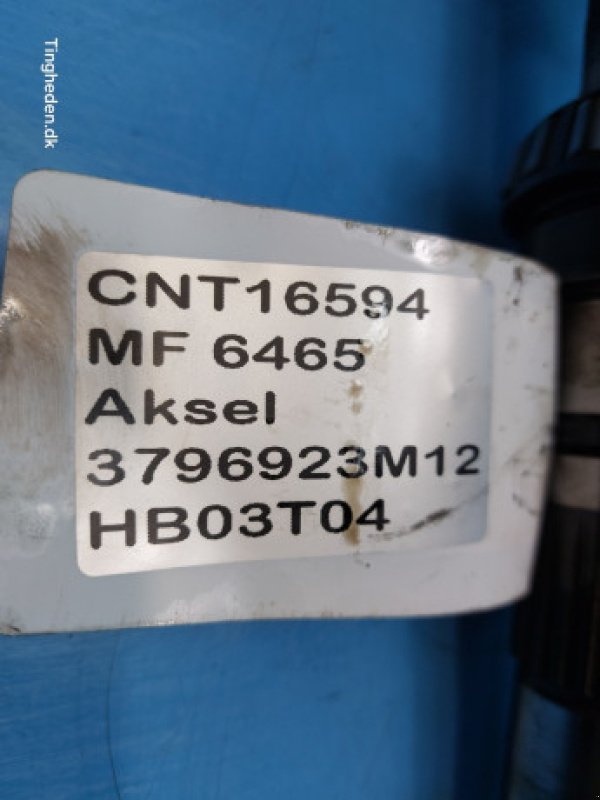 Tingheden.dk
CNT16594
MF 6465
Aksel
3796923M12
HB03T04